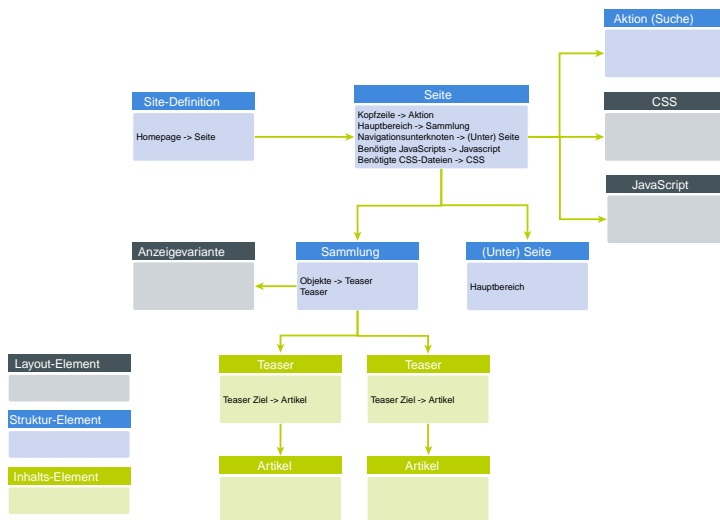 Aktion (Suche)
Site-Definition
Homepage -> Seite
Seite
Kopfzeile -> Aktion
Hauptbereich -> Sammlung
Navigationsunterknoten -> (Unter) Seite
Benötigte JavaScripts -> Javascript
Benötigte CSS-Dateien -> CSS
CSS
JavaScript
Anzeigevariante
Sammlung
Objekte -> Teaser
Teaser
(Unter) Seite
Hauptbereich
Layout-Element
Struktur-Element
Inhalts-Element
Teaser
Teaser Ziel -> Artikel
Teaser
Teaser Ziel -> Artikel
Artikel
Artikel